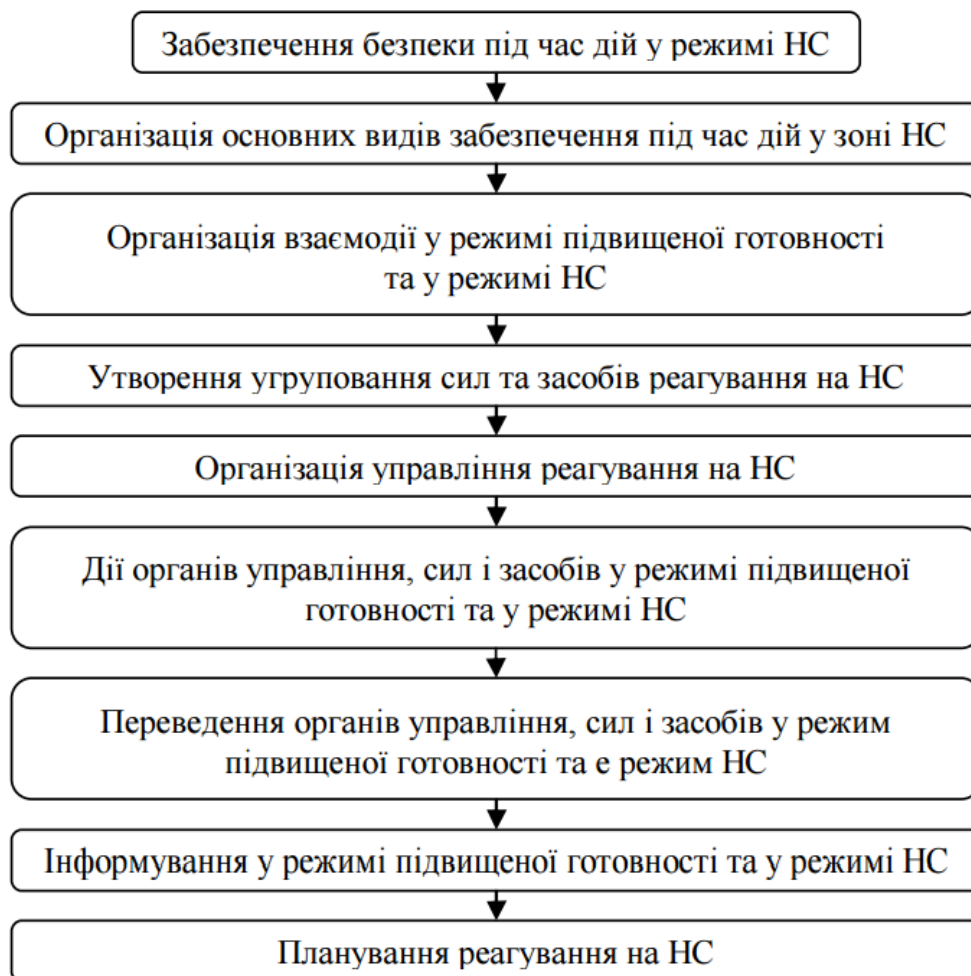 Забезпечення безпеки під час дій у режимі НС
Організація основних видів забезпечення під час дій у зоні НС
Організація взаємодії у режимі підвищеної готовності
та у режимі НС
Утворення угруповання сил та засобів реагування на НС
Організація управління реагування на НС
Дії органів управління, сил і засобів у режимі підвищеної
готовності та у режимі НС
Переведення органів управління, сил і засобів у режим
підвищеної готовності та е режим НС
Інформування у режимі підвищеної готовності та у режимі НС
Планування реагування на НС